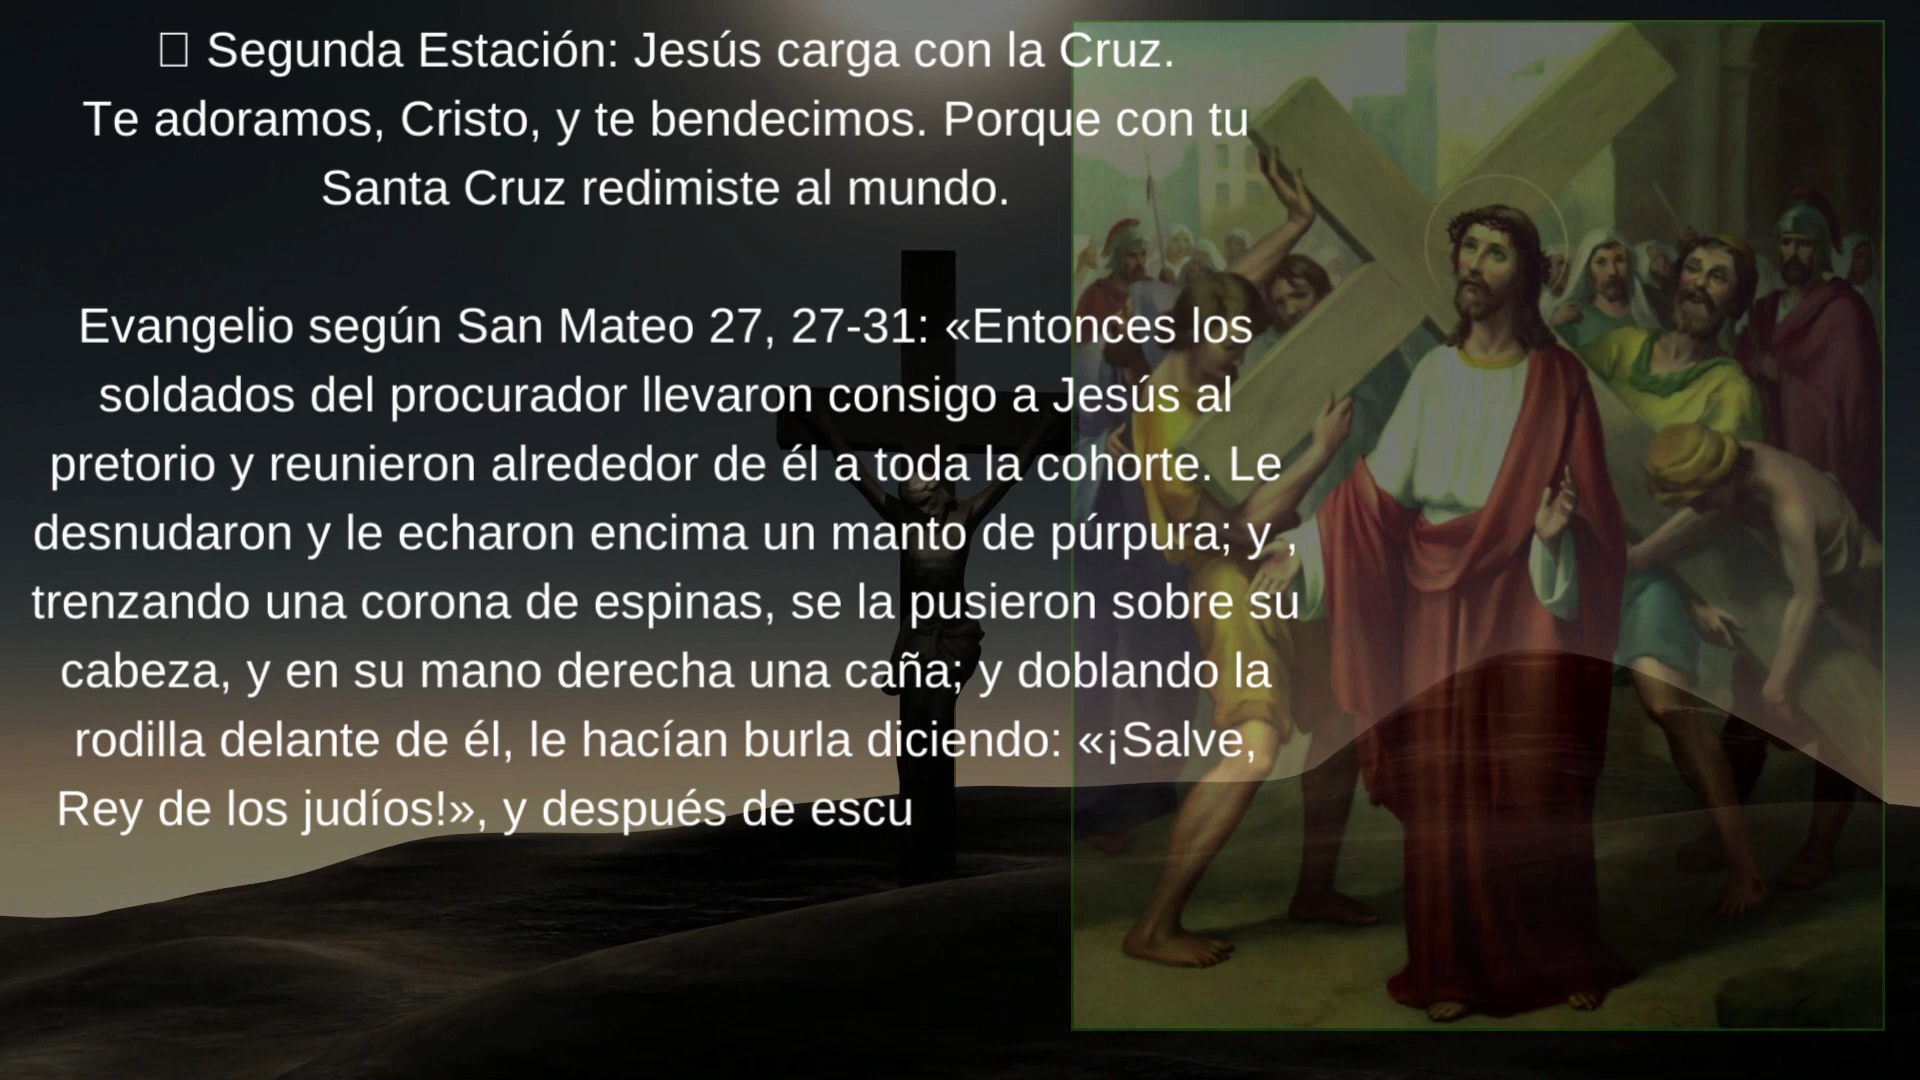 Segunda Estación: Jesús carga con la Cruz.
Te adoramos, Cristo, y te bendecimos. Porque con tu
Santa Cruz redimiste al mundo.
Evangelio según San Mateo 27, 27-31: «Entonces los
soldados del procurador llevaron consigo a Jesús al
pretorio y reunieron alrededor de él a toda la cohorte. Le
desnudaron y le echaron encima un manto de púrpura; y ,
trenzando una corona de espinas, se la pusieron sobre su
cabeza, y en su mano derecha una caña; y doblando la
rodilla delante de él, le hacían burla diciendo: «¡Salve,
Rey de los judíos!», y después de escu